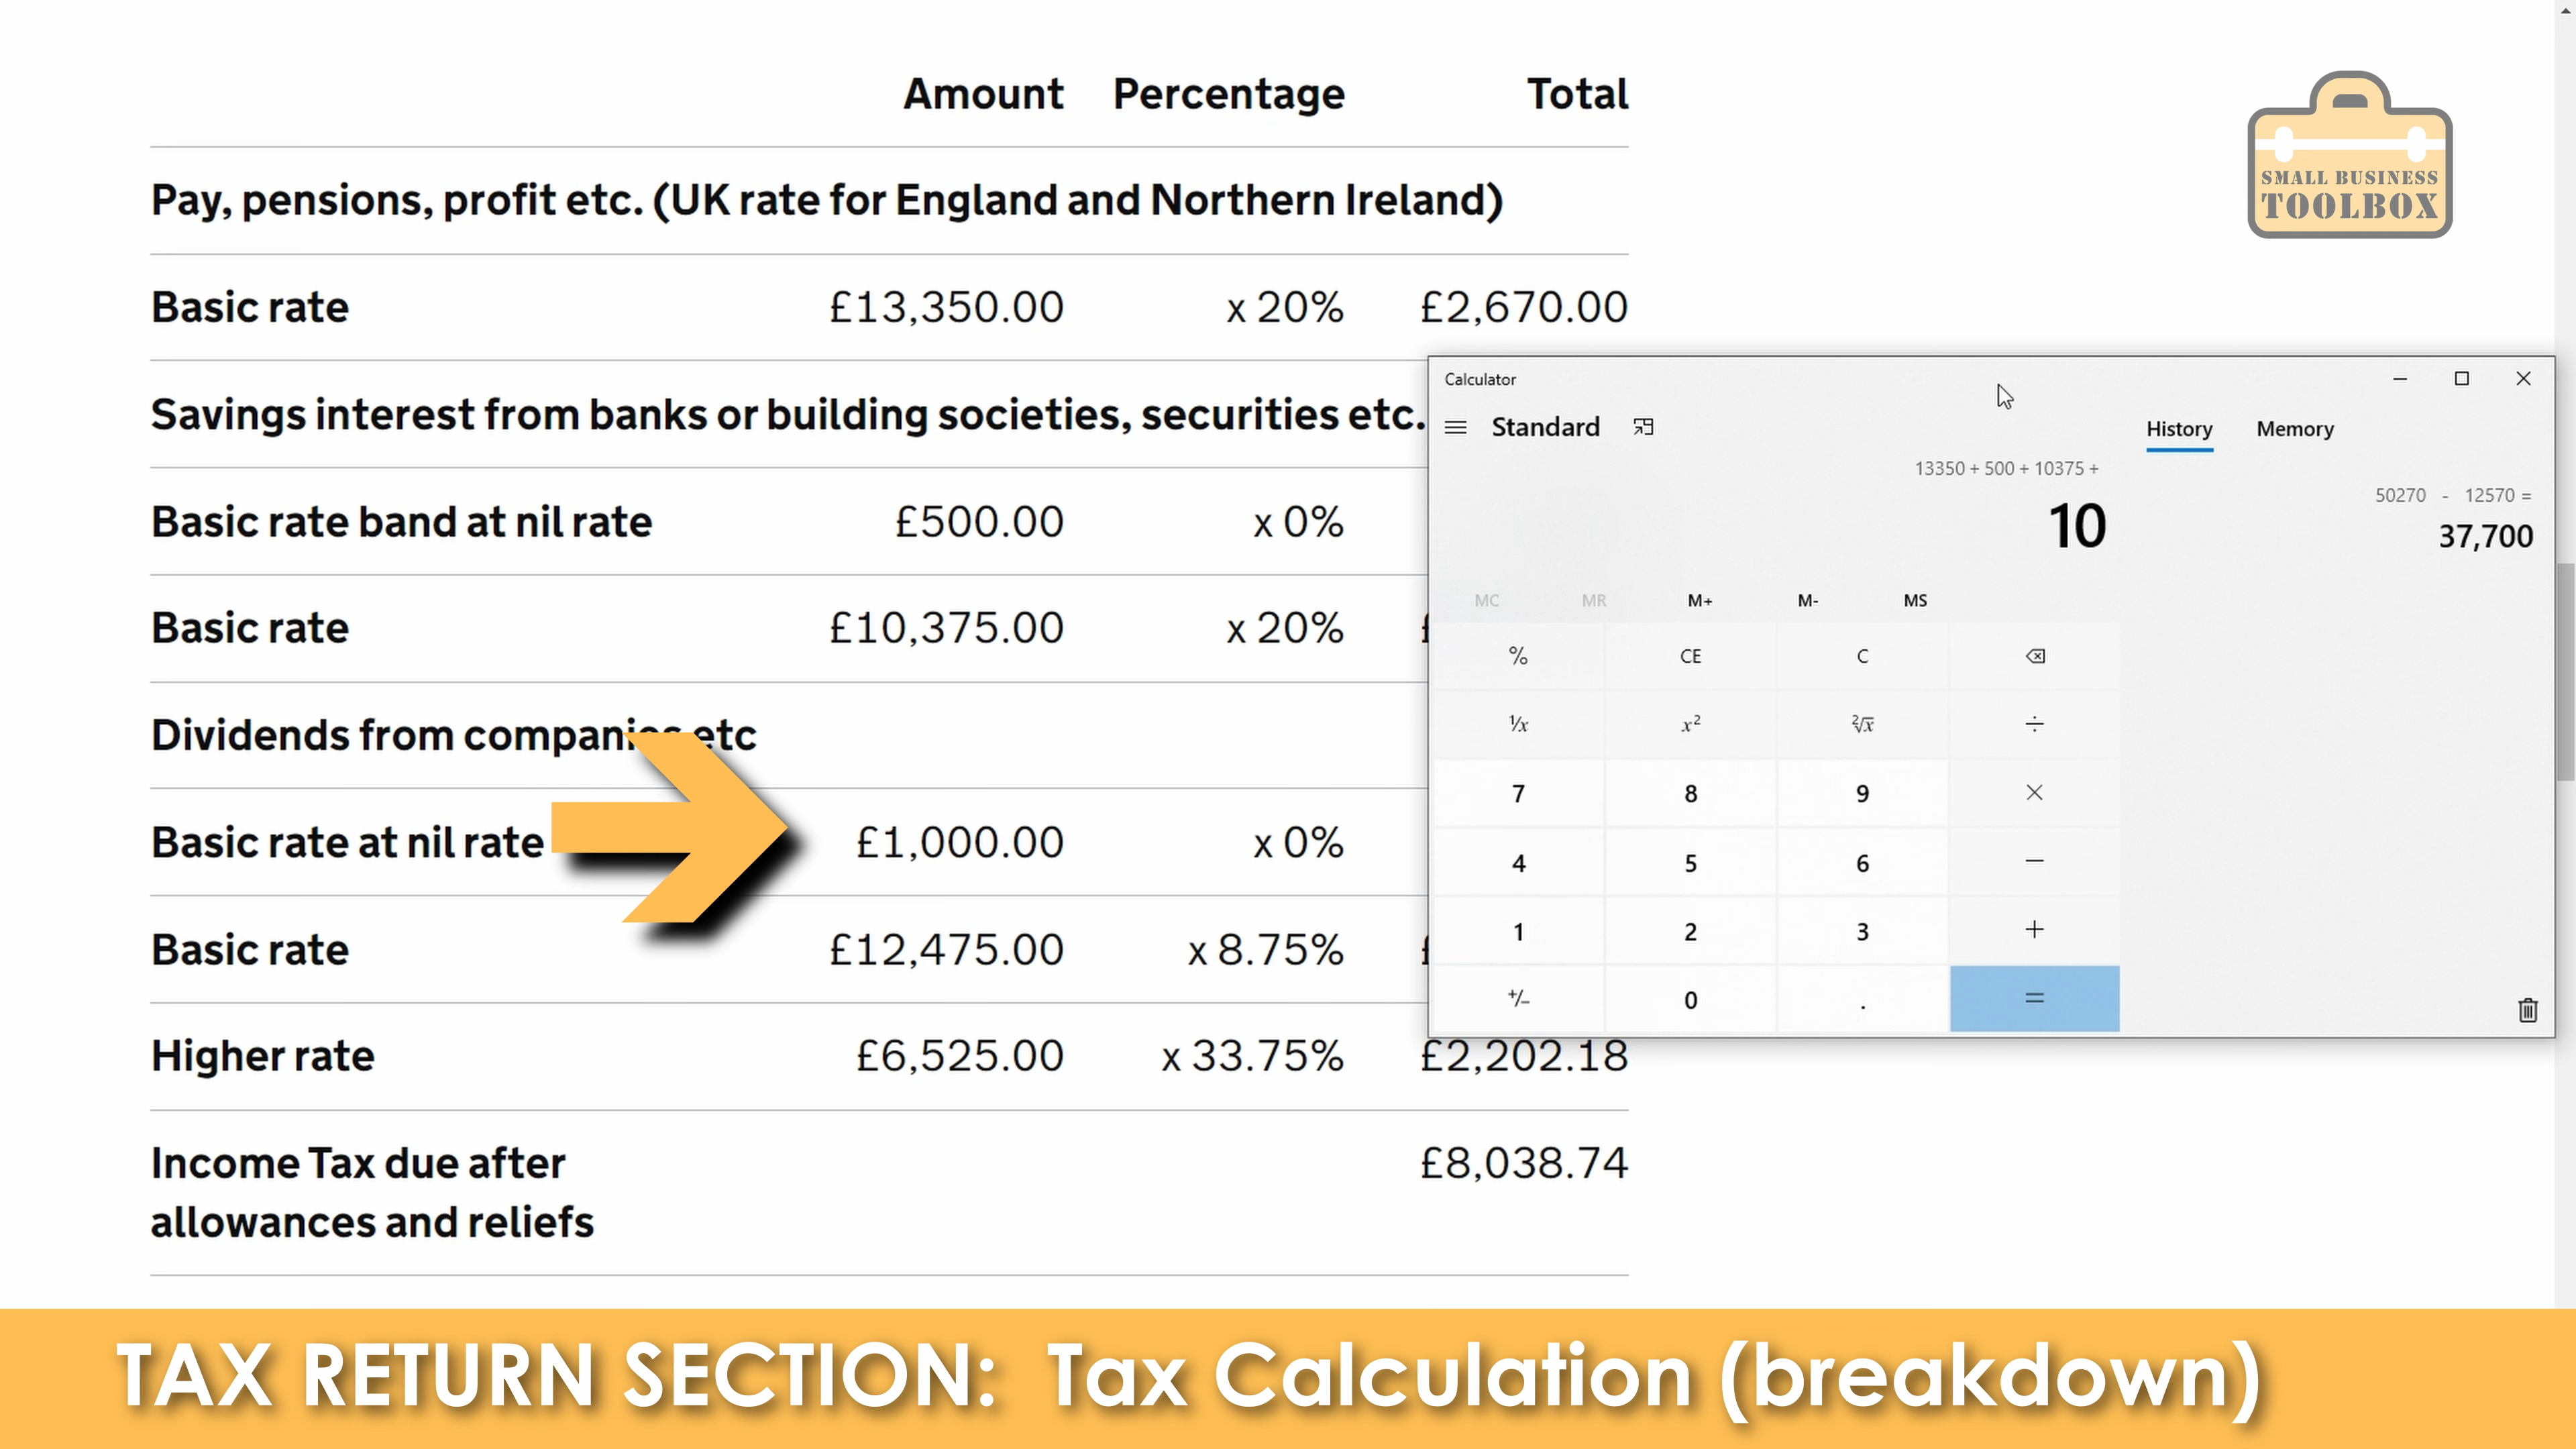 Amount Percentage Total
SMALL BUSINESS
TOOLBOX
Pay, pensions, profit etc. (UK rate for England and Northern Ireland)
Basic rate £13,350.00 x 20% £2,670.00
Savings interest from banks or building societies, securities etc.
Basic rate band at nil rate £500.00 x 0%
Basic rate £10,375.00 x 20%
Dividends from companies etc
Basic rate at nil rate £1,000.00 x 0%
Basic rate £12,475.00 x 8.75%
Higher rate £6,525.00 x 33.75% £2,202.18
Income Tax due after £8,038.74
allowances and reliefs
Calculator
Standard
History Memory
13350 + 500 + 10375 +
10
50270 - 12570 =
37,700
MC MR M+ M- MS
% CE C
1/x x² ²√x ÷
7 8 9 ×
4 5 6 −
1 2 3 +
+/− 0 . =
TAX RETURN SECTION: Tax Calculation (breakdown)